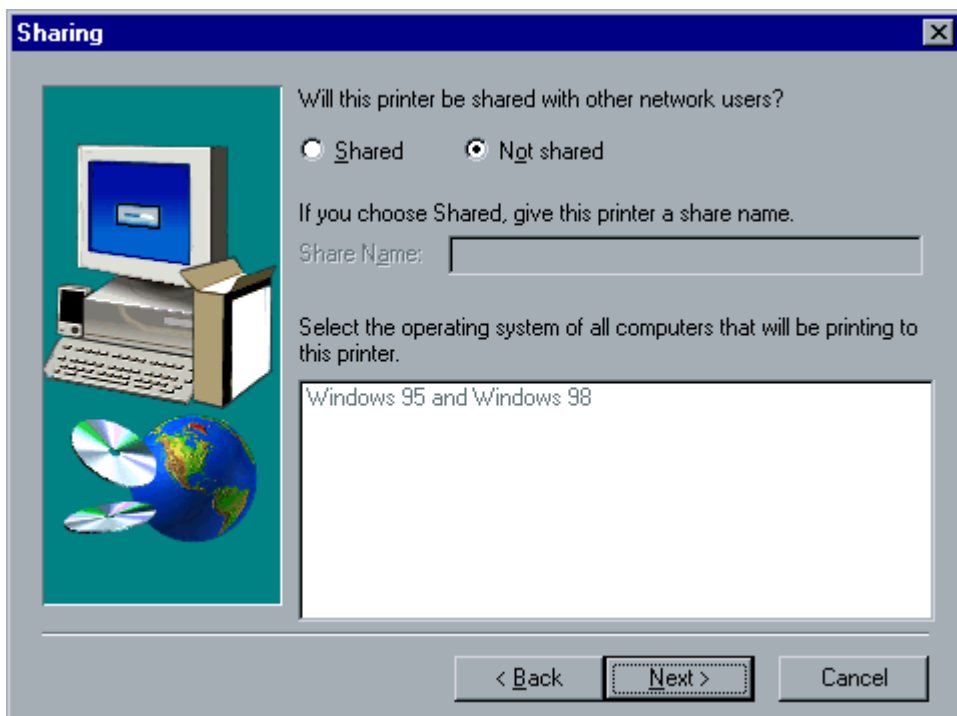 Sharing
Will this printer be shared with other network users?
Shared Not shared
If you choose Shared, give this printer a share name.
Share Name:
Select the operating system of all computers that will be printing to
this printer.
Windows 95 and Windows 98
< Back Next > Cancel